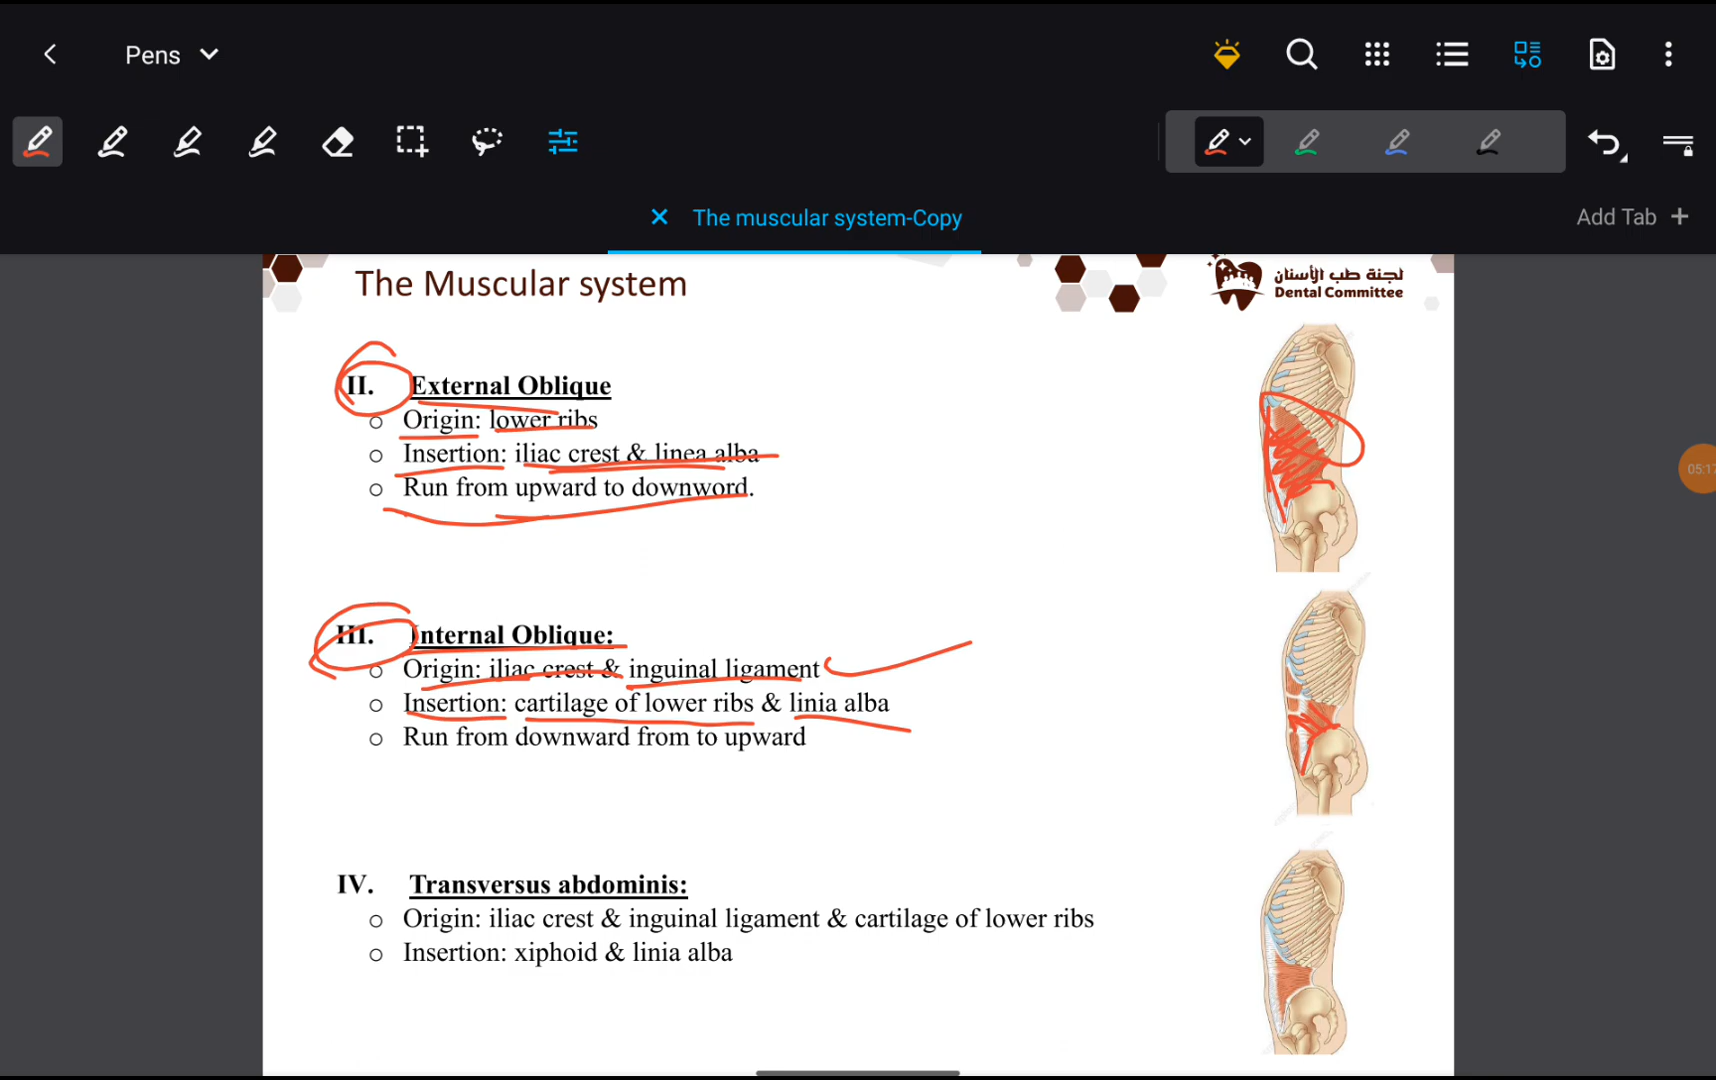 Pens
The muscular system-Copy
Add Tab
The Muscular system
لجنة طب الأسنان
Dental Committee
II. External Oblique
o Origin: lower ribs
o Insertion: iliac crest & linea alba
o Run from upward to downword.
05:17
III. Internal Oblique:
o Origin: iliac crest & inguinal ligament
o Insertion: cartilage of lower ribs & linia alba
o Run from downward from to upward
IV. Transversus abdominis:
o Origin: iliac crest & inguinal ligament & cartilage of lower ribs
o Insertion: xiphoid & linia alba